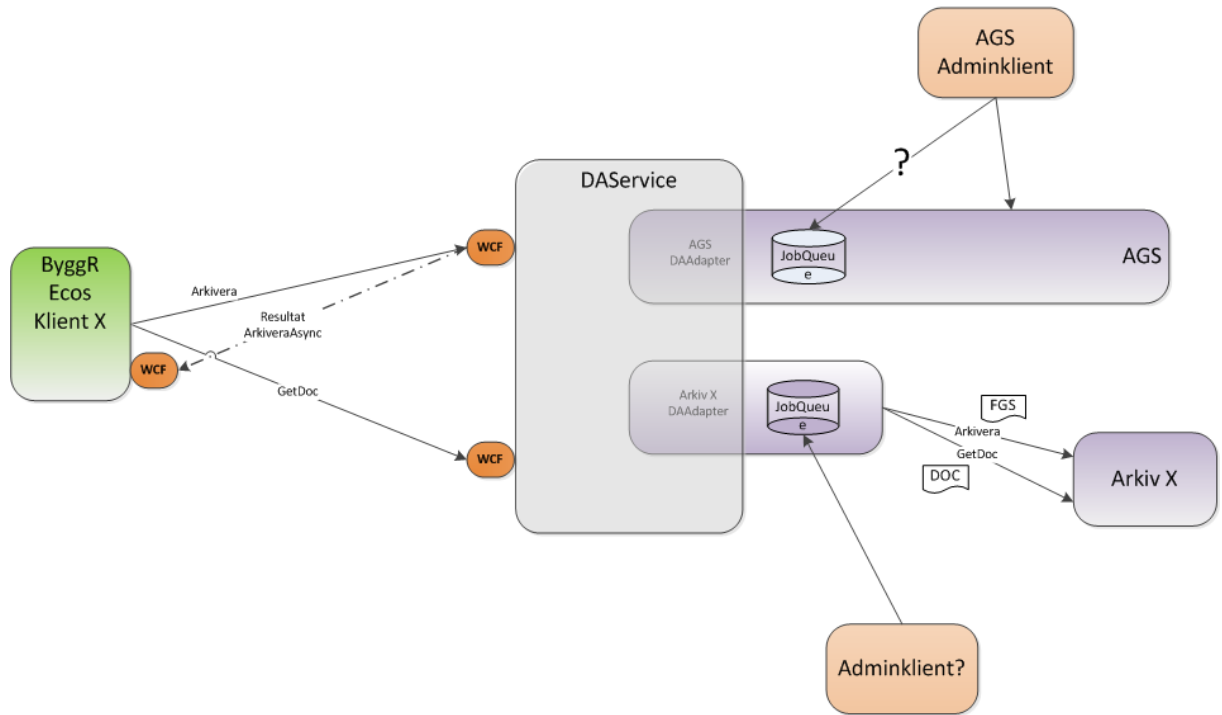 AGS
Adminklient
?
DAService
WCF
AGS
DAAdapter
JobQueu
e
AGS
ByggR
Ecos
Klient X
Arkivera
Resultat
ArkiveraAsync
WCF
GetDoc
WCF
Arkiv X
DAAdapter
JobQueu
e
FGS
Arkivera
GetDoc
DOC
Arkiv X
Adminklient?